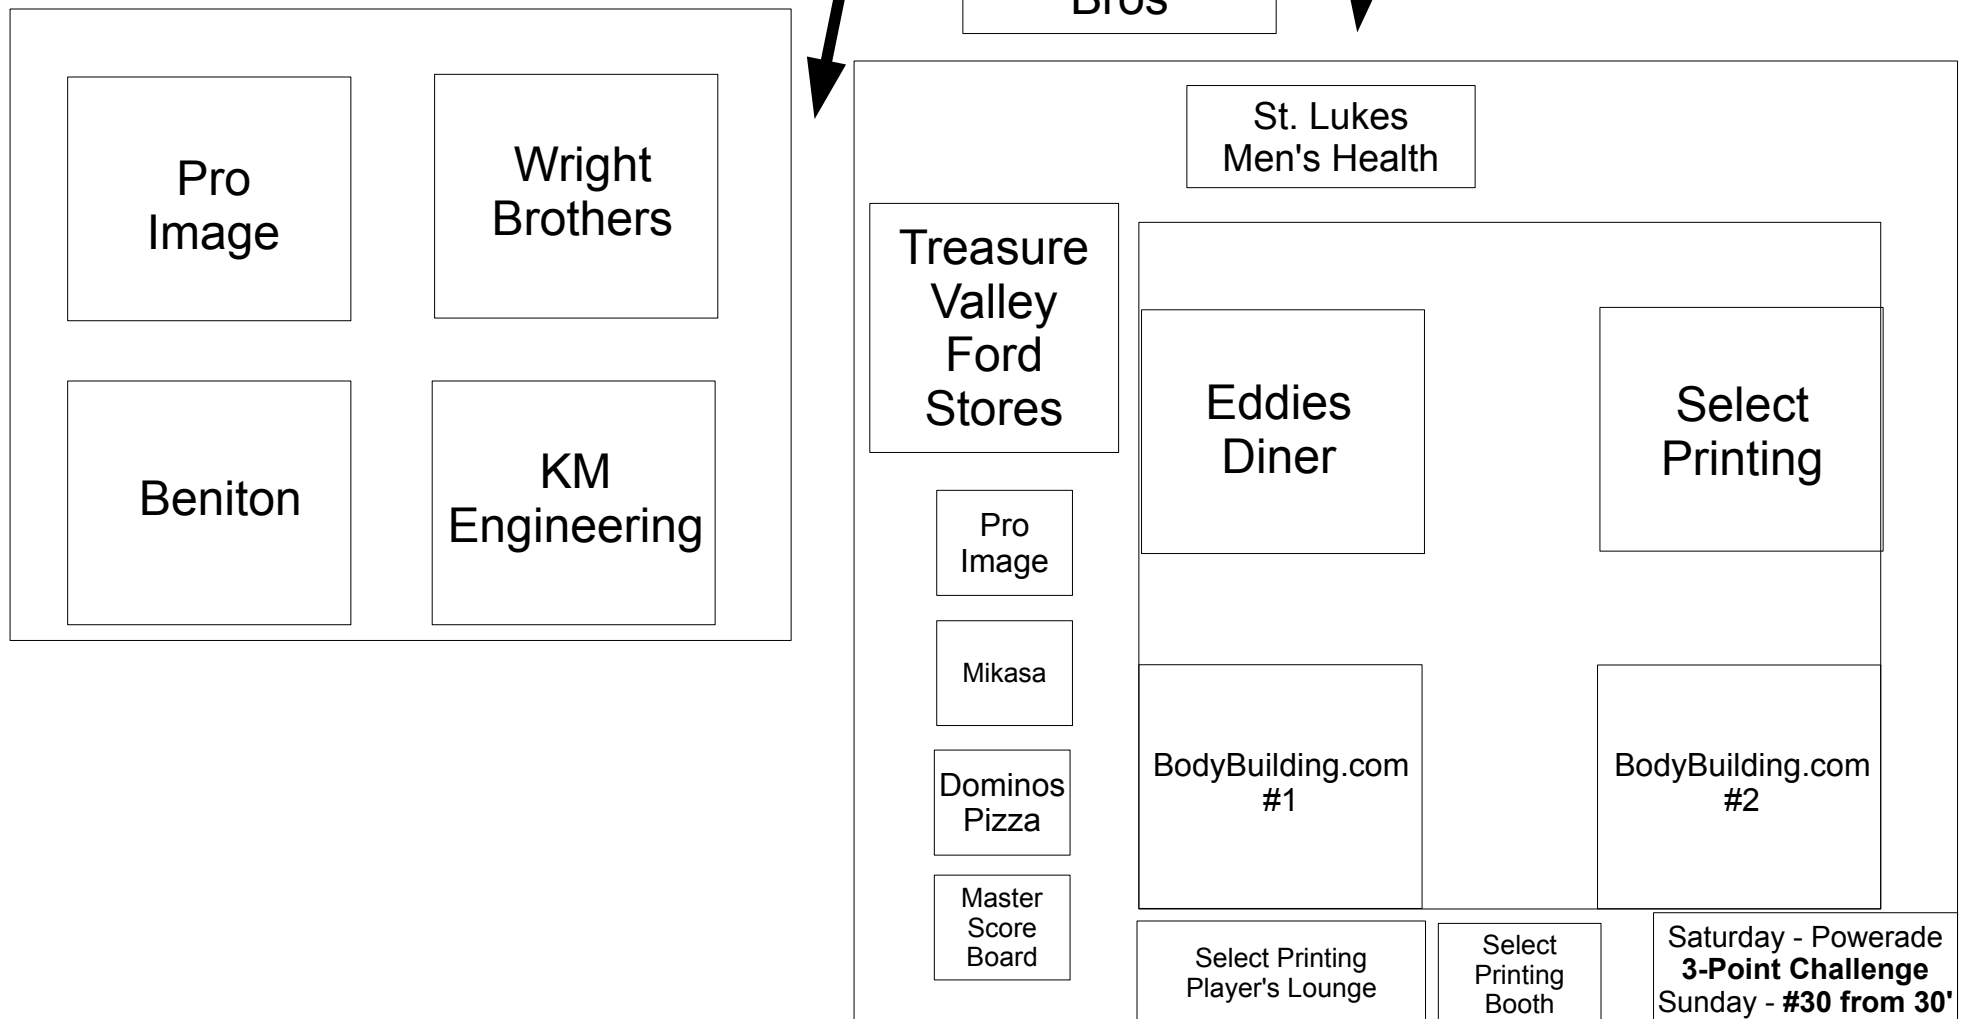 Bros
Pro
Image
Wright
Brothers
Beniton
KM
Engineering
St. Lukes
Men's Health
Treasure
Valley
Ford
Stores
Eddies
Diner
Select
Printing
Pro
Image
Mikasa
Dominos
Pizza
Master
Score
Board
BodyBuilding.com
#1
BodyBuilding.com
#2
Select Printing
Player's Lounge
Select
Printing
Booth
Saturday - Powerade
3-Point Challenge
Sunday - #30 from 30'